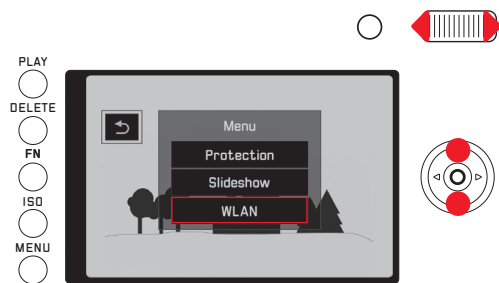 PLAY
DELETE
FN
ISO
MENU
Menu
Protection
Slideshow
WLAN